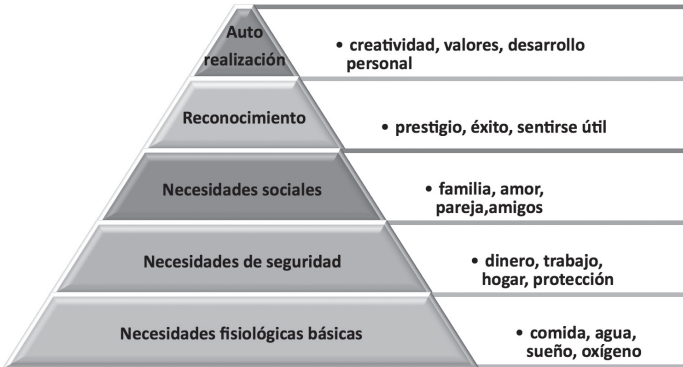 Auto
realización
• creatividad, valores, desarrollo
personal
Reconocimiento
• prestigio, éxito, sentirse útil
Necesidades sociales
• familia, amor,
pareja,amigos
Necesidades de seguridad
• dinero, trabajo,
hogar, protección
Necesidades fisiológicas básicas
• comida, agua,
sueño, oxígeno